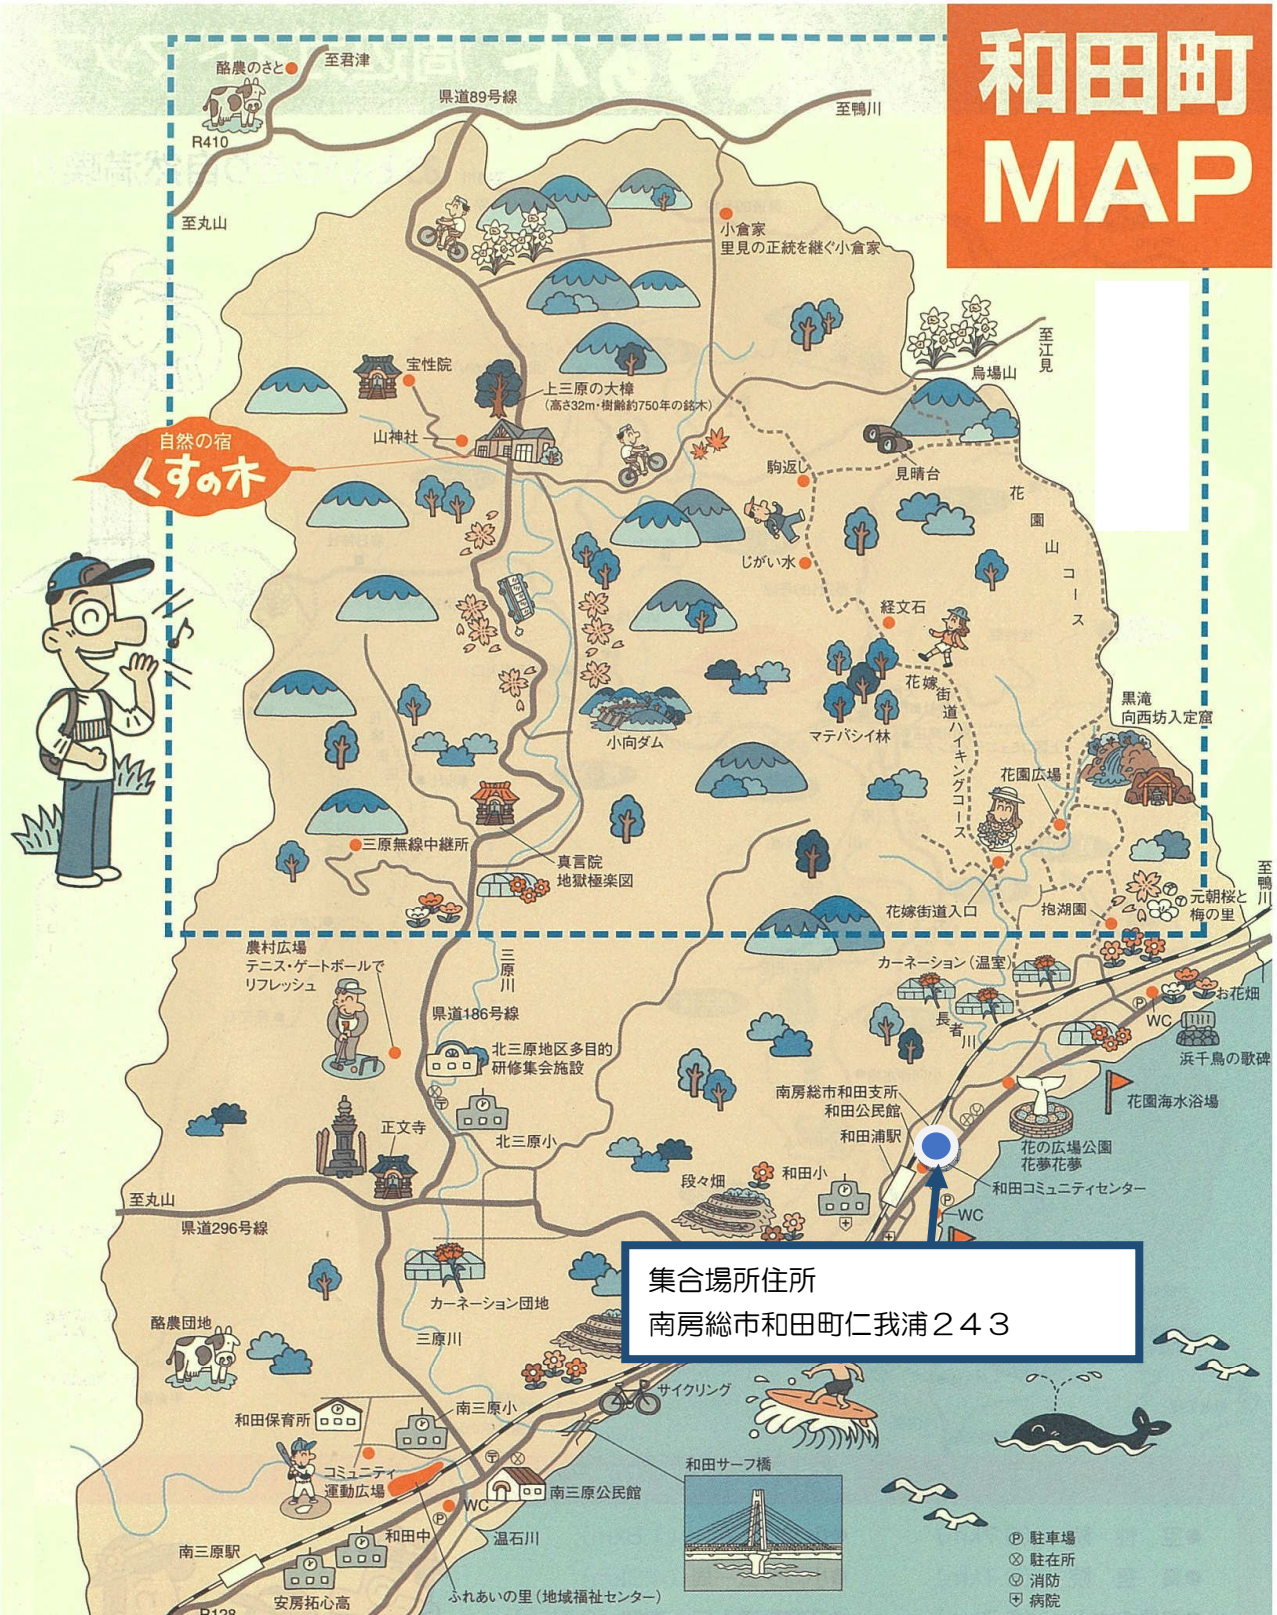 和田町
MAP
酪農のさと
至君津
県道89号線
至鴨川
R410
至丸山
小倉家
里見の正統を継ぐ小倉家
至江見
烏場山
宝性院
上三原の大樟
(高さ32m・樹齢約750年の銘木)
山神社
自然の宿
くすの木
駒返し
見晴台
花園山コース
じがい水
経文石
花嫁街道ハイキングコース
マテバシイ林
小向ダム
黒滝
向西坊入定窟
花園広場
三原無線中継所
真言院
地獄極楽図
花嫁街道入口
抱湖園
元朝桜と
梅の里
至鴨川
農村広場
テニス・ゲートボールで
リフレッシュ
三原川
カーネーション(温室)
県道186号線
長者川
お花畑
WC
浜千鳥の歌碑
北三原地区多目的
研修集会施設
南房総市和田支所
和田公民館
和田浦駅
花園海水浴場
正文寺
北三原小
花の広場公園
花夢花夢
段々畑
和田小
和田コミュニティセンター
WC
至丸山
県道296号線
集合場所住所
南房総市和田町仁我浦243
カーネーション団地
三原川
酪農団地
サイクリング
和田保育所
南三原小
コミュニティ
運動広場
和田サーフ橋
南三原公民館
WC
和田中
温石川
南三原駅
安房拓心高
ふれあいの里(地域福祉センター)
R128
Ⓟ 駐車場
駐在所
消防
病院